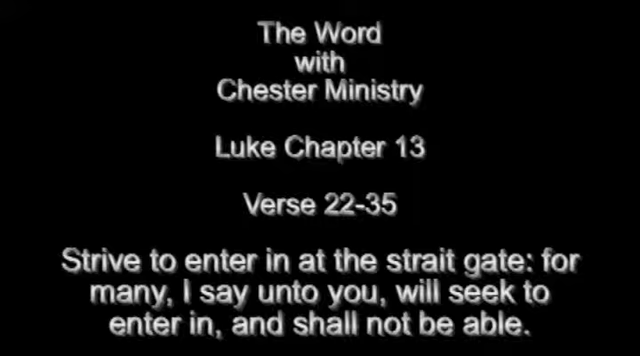 The Word
with
Chester Ministry
Luke Chapter 13
Verse 22-35
Strive to enter in at the strait gate: for
many, I say unto you, will seek to
enter in, and shall not be able.